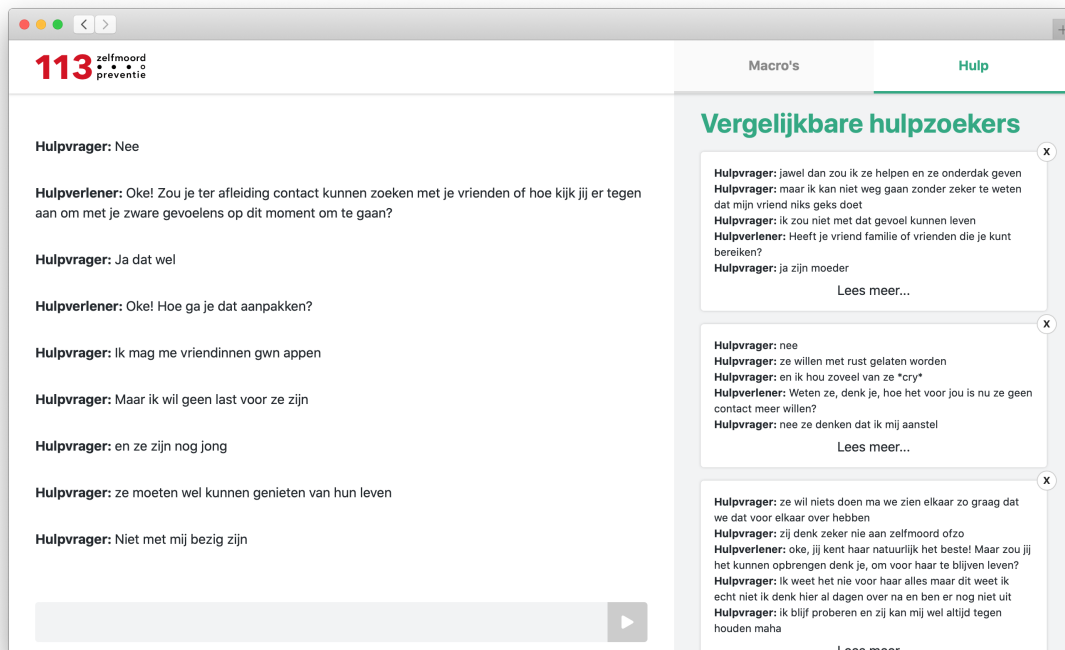 113 zelfmoord preventie
Macro's
Hulp
Hulpvrager: Nee
Hulpverlener: Oke! Zou je ter afleiding contact kunnen zoeken met je vrienden of hoe kijk jij er tegen
aan om met je zware gevoelens op dit moment om te gaan?
Hulpvrager: Ja dat wel
Hulpverlener: Oke! Hoe ga je dat aanpakken?
Hulpvrager: Ik mag me vriendinnen gwn appen
Hulpvrager: Maar ik wil geen last voor ze zijn
Hulpvrager: en ze zijn nog jong
Hulpvrager: ze moeten wel kunnen genieten van hun leven
Hulpvrager: Niet met mij bezig zijn
Vergelijkbare hulpzoekers
X
Hulpvrager: jawel dan zou ik ze helpen en ze onderdak geven
Hulpvrager: maar ik kan niet weg gaan zonder zeker te weten
dat mijn vriend niks geks doet
Hulpvrager: ik zou niet met dat gevoel kunnen leven
Hulpverlener: Heeft je vriend familie of vrienden die je kunt
bereiken?
Hulpvrager: ja zijn moeder
Lees meer...
X
Hulpvrager: nee
Hulpvrager: ze willen met rust gelaten worden
Hulpvrager: en ik hou zoveel van ze *cry*
Hulpverlener: Weten ze, denk je, hoe het voor jou is nu ze geen
contact meer willen?
Hulpvrager: nee ze denken dat ik mij aanstel
Lees meer...
X
Hulpvrager: ze wil niets doen ma we zien elkaar zo graag dat
we dat voor elkaar over hebben
Hulpvrager: zij denk zeker nie aan zelfmoord ofzo
Hulpverlener: oke, jij kent haar natuurlijk het beste! Maar zou jij
het kunnen opbrengen denk je, om voor haar te blijven leven?
Hulpvrager: Ik weet het nie voor haar alles maar dit weet ik
echt niet ik denk hier al dagen over na en ben er nog niet uit
Hulpvrager: ik blijf proberen en zij kan mij wel altijd tegen
houden maha
Lees meer...